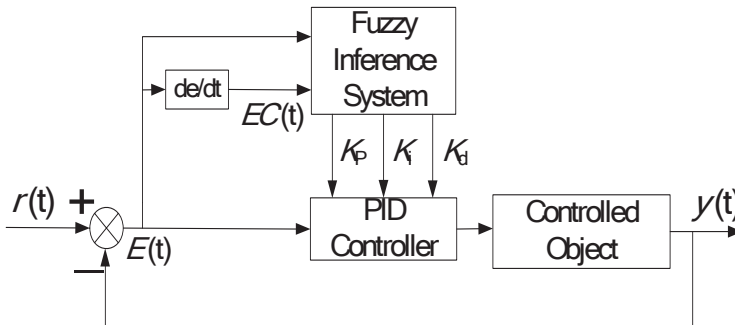 Fuzzy
Inference
System
de/dt
EC(t)
KP
Ki
Kd
r(t)
+
E(t)
−
PID
Controller
Controlled
Object
y(t)